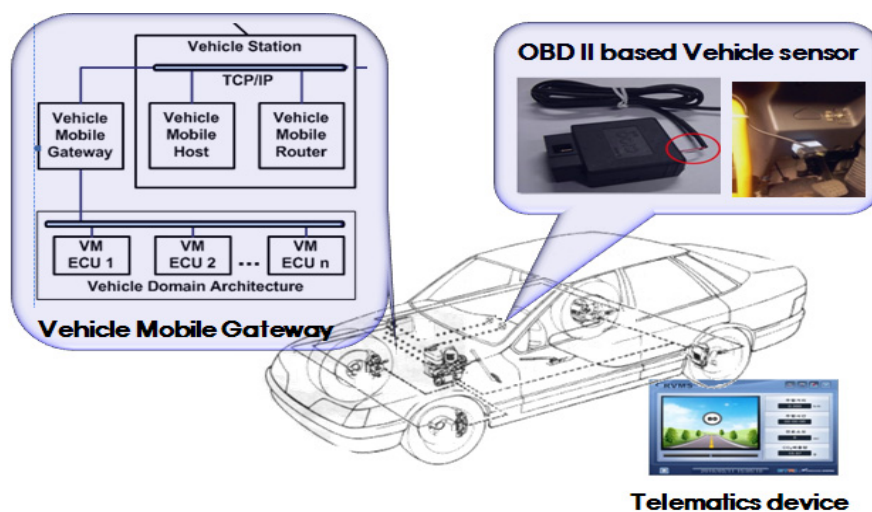 Vehicle Station
TCP/IP
Vehicle
Mobile
Gateway
Vehicle
Mobile
Host
Vehicle
Mobile
Router
VM
ECU 1
VM
ECU 2
...
VM
ECU n
Vehicle Domain Architecture
Vehicle Mobile Gateway
OBD II based Vehicle sensor
80
Telematics device